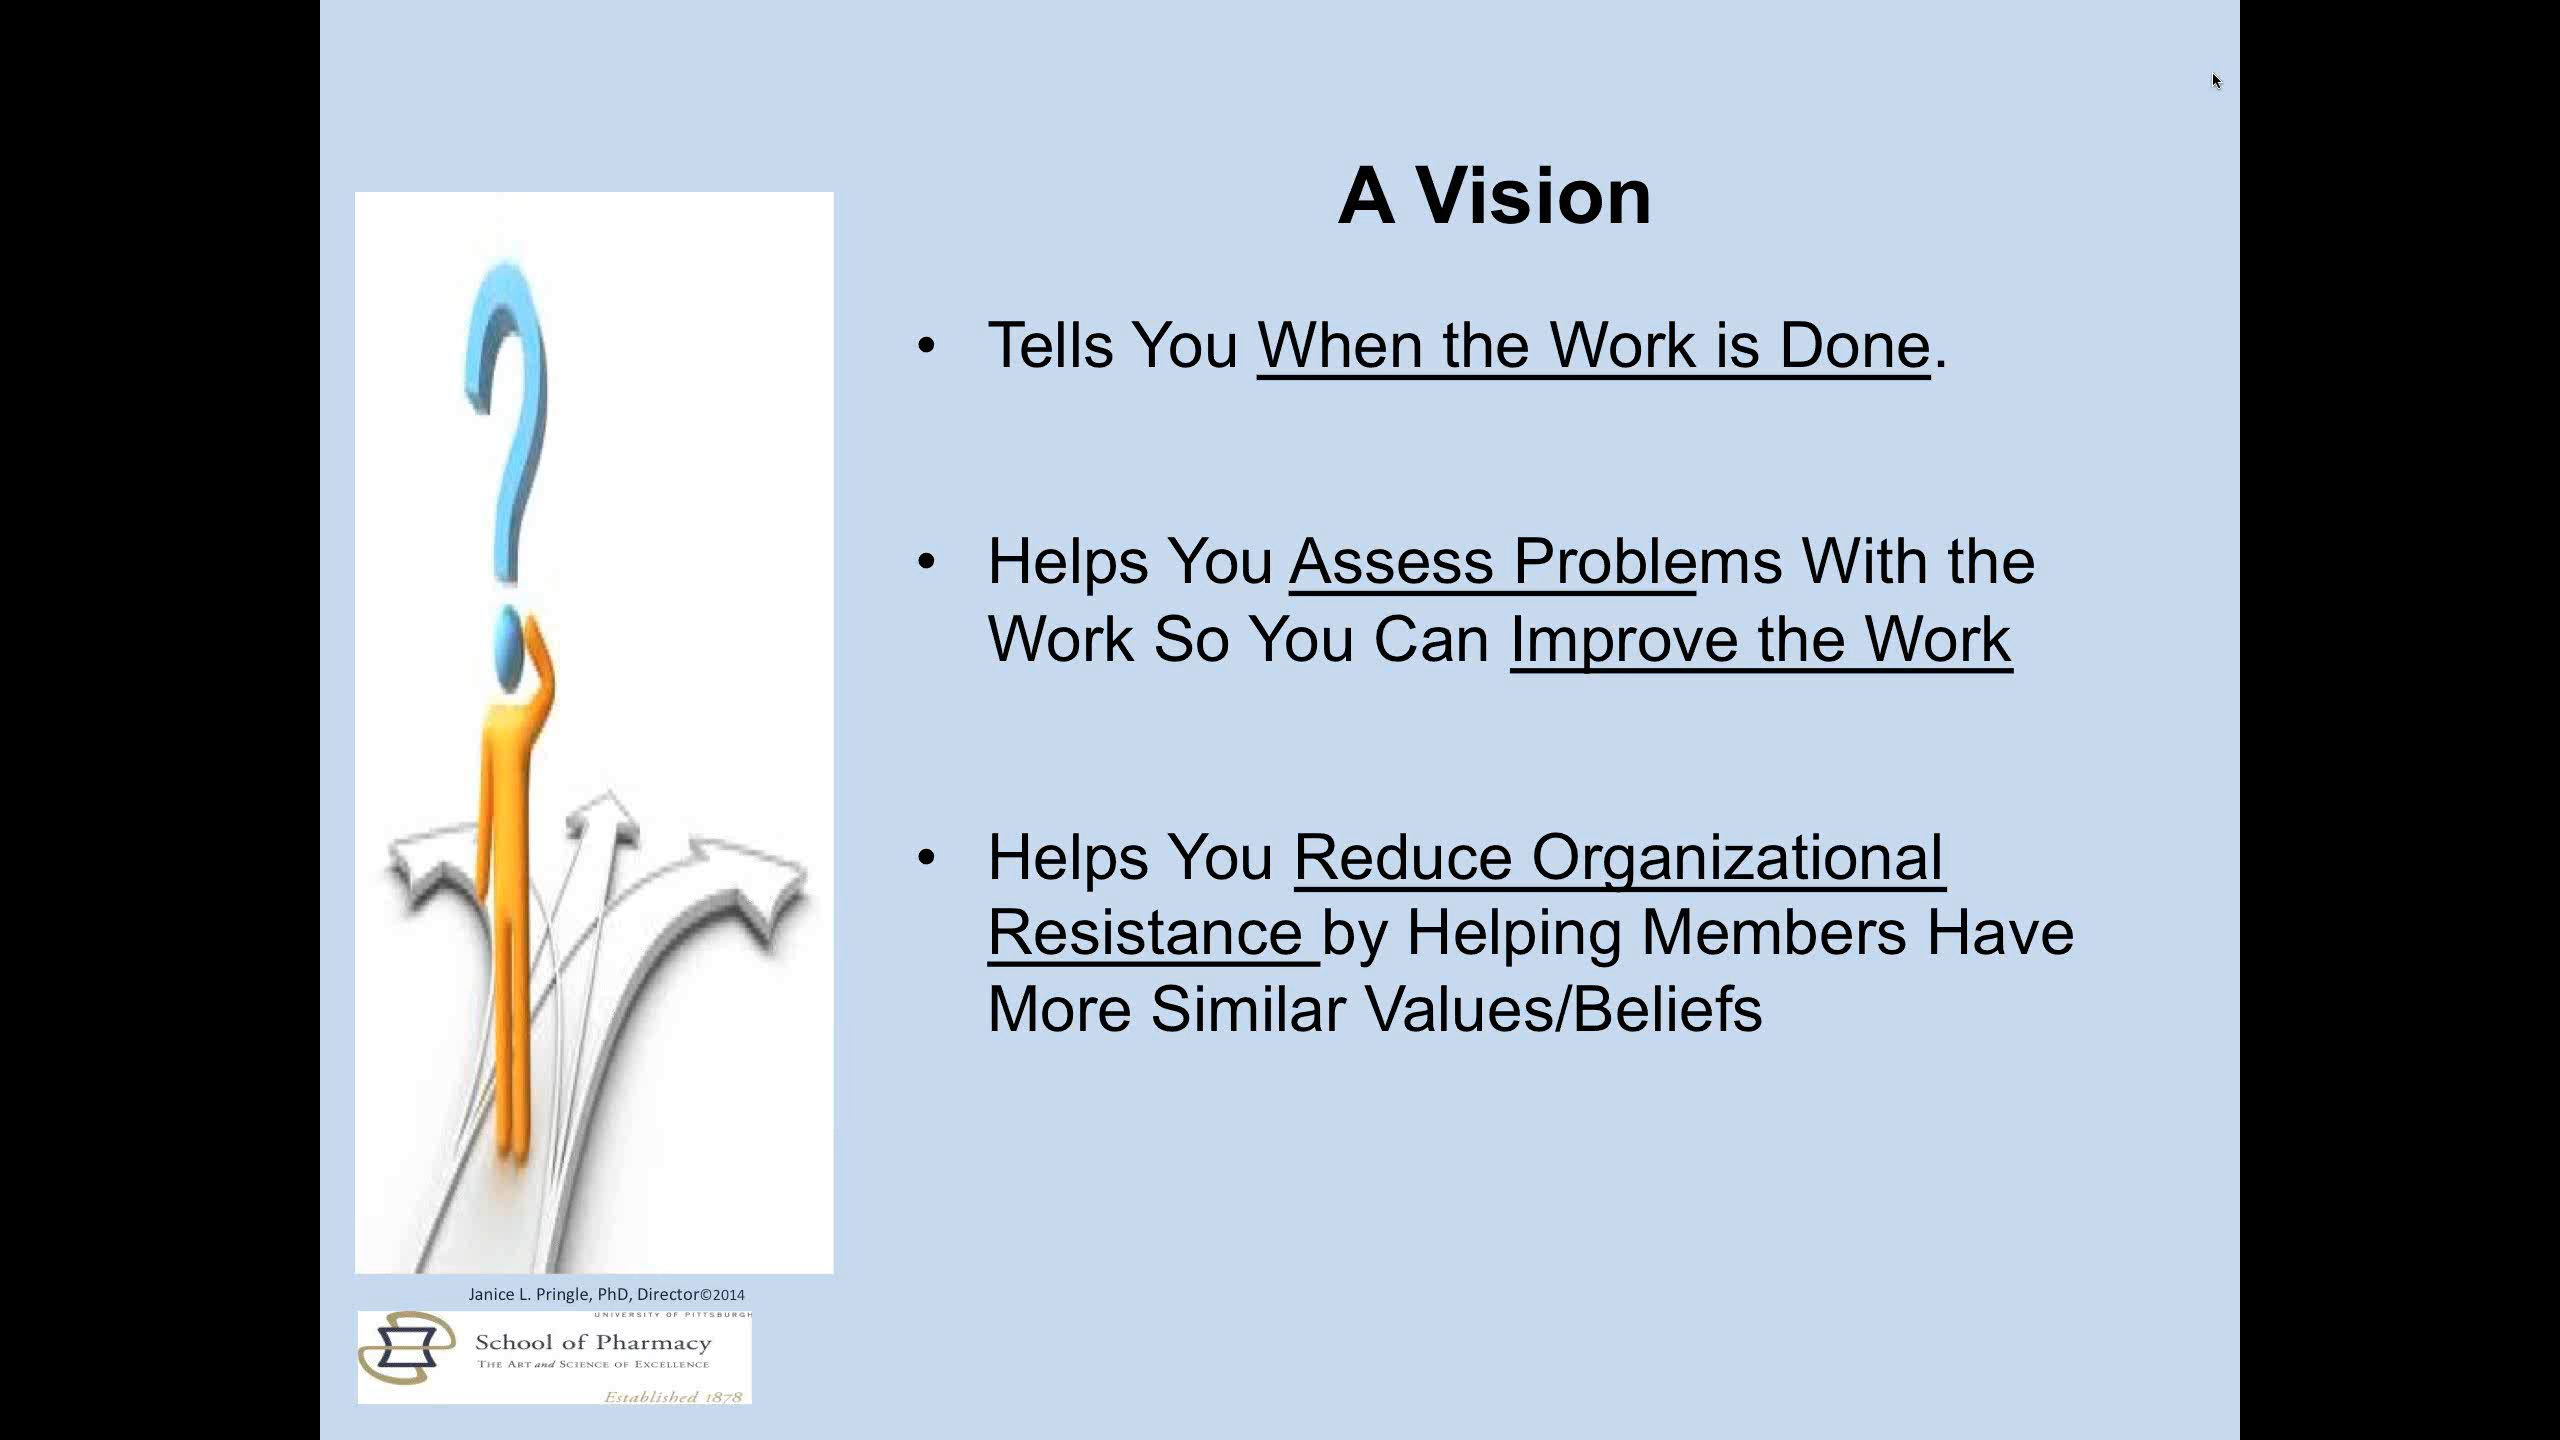 A Vision
• Tells You When the Work is Done.
• Helps You Assess Problems With the
Work So You Can Improve the Work
• Helps You Reduce Organizational
Resistance by Helping Members Have
More Similar Values/Beliefs
Janice L. Pringle, PhD, Director©2014
UNIVERSITY OF PITTSBURGH
School of Pharmacy
THE ART and SCIENCE OF EXCELLENCE
Established 1878